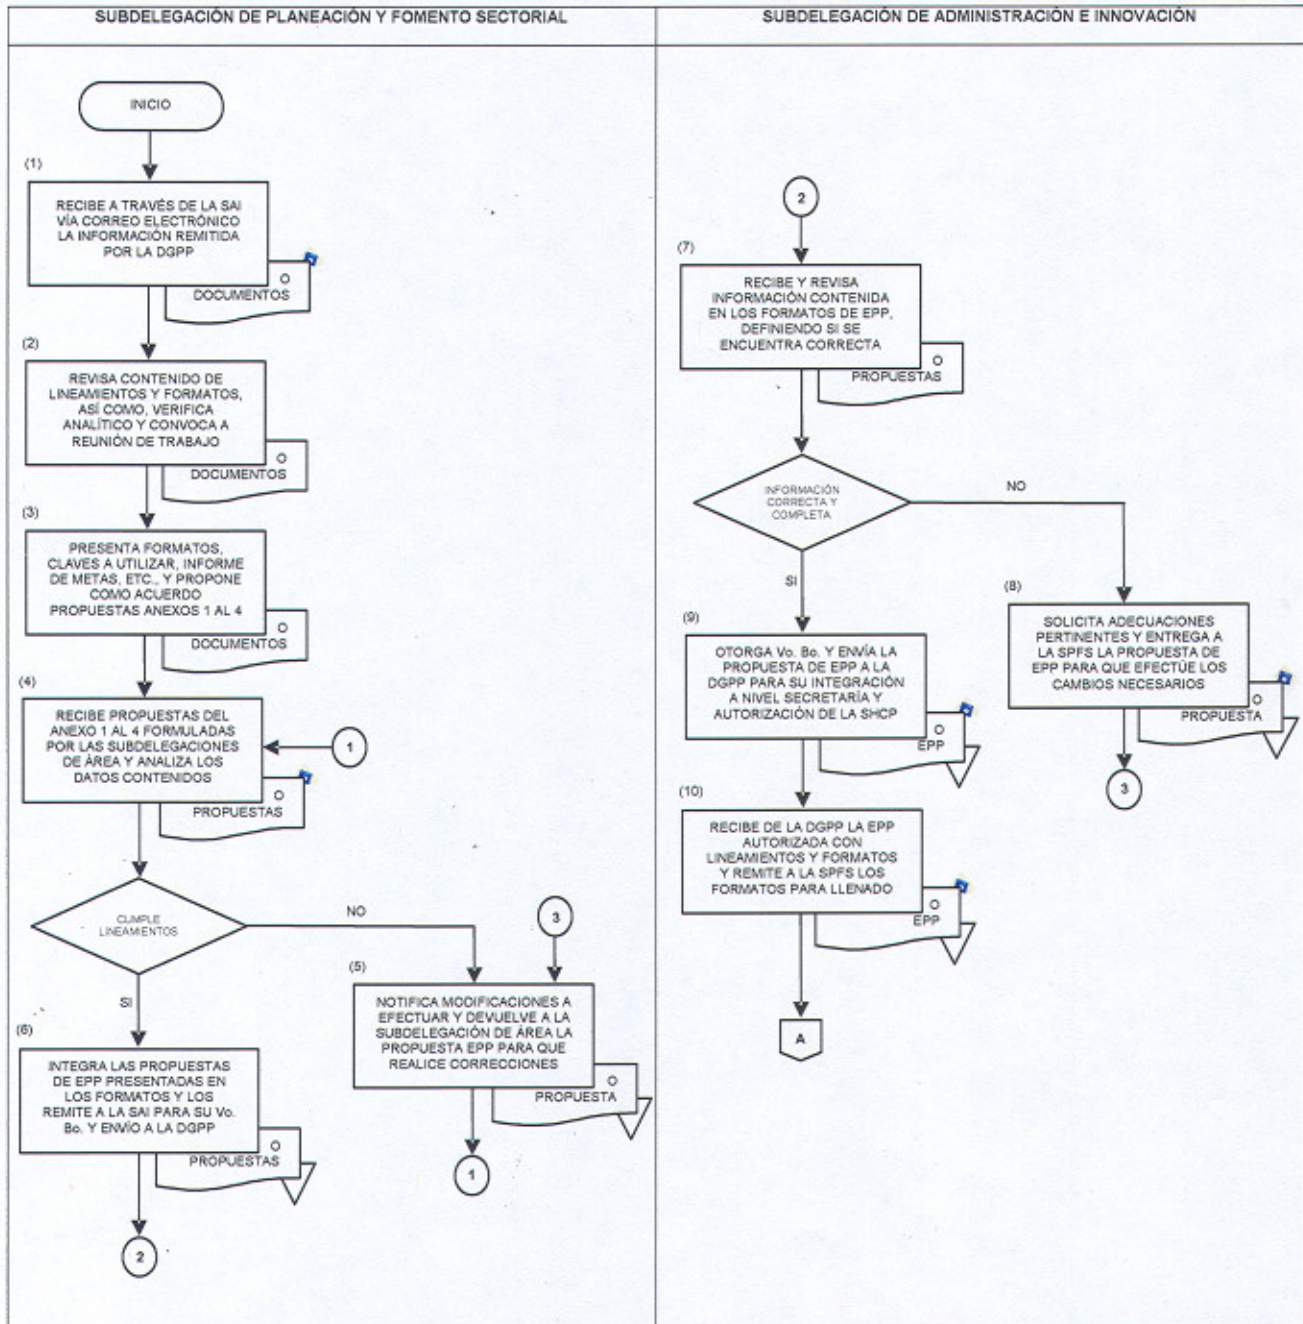 SUBDELEGACIÓN DE PLANEACIÓN Y FOMENTO SECTORIAL
INICIO
(1)
RECIBE A TRAVÉS DE LA SAI
VÍA CORREO ELECTRÓNICO
LA INFORMACIÓN REMITIDA
POR LA DGPP
O
DOCUMENTOS
(2)
REVISA CONTENIDO DE
LINEAMIENTOS Y FORMATOS,
ASÍ COMO, VERIFICA
ANALÍTICO Y CONVOCA A
REUNIÓN DE TRABAJO
O
DOCUMENTOS
(3)
PRESENTA FORMATOS,
CLAVES A UTILIZAR, INFORME
DE METAS, ETC., Y PROPONE
COMO ACUERDO
PROPUESTAS ANEXOS 1 AL 4
O
DOCUMENTOS
(4)
RECIBE PROPUESTAS DEL
ANEXO 1 AL 4 FORMULADAS
POR LAS SUBDELEGACIONES
DE ÁREA Y ANALIZA LOS
DATOS CONTENIDOS
1
O
PROPUESTAS
CUMPLE
LINEAMIENTOS
NO
3
SI
(5)
NOTIFICA MODIFICACIONES A
EFECTUAR Y DEVUELVE A LA
SUBDELEGACIÓN DE ÁREA LA
PROPUESTA EPP PARA QUE
REALICE CORRECCIONES
O
PROPUESTA
1
(6)
INTEGRA LAS PROPUESTAS
DE EPP PRESENTADAS EN
LOS FORMATOS Y LOS
REMITE A LA SAI PARA SU Vo.
Bo. Y ENVÍO A LA DGPP
O
PROPUESTAS
2
SUBDELEGACIÓN DE ADMINISTRACIÓN E INNOVACIÓN
2
(7)
RECIBE Y REVISA
INFORMACIÓN CONTENIDA
EN LOS FORMATOS DE EPP,
DEFINIENDO SI SE
ENCUENTRA CORRECTA
O
PROPUESTAS
INFORMACIÓN
CORRECTA Y
COMPLETA
NO
SI
(8)
SOLICITA ADECUACIONES
PERTINENTES Y ENTREGA A
LA SPFS LA PROPUESTA DE
EPP PARA QUE EFECTÚE LOS
CAMBIOS NECESARIOS
O
PROPUESTA
3
(9)
OTORGA Vo. Bo. Y ENVÍA LA
PROPUESTA DE EPP A LA
DGPP PARA SU INTEGRACIÓN
A NIVEL SECRETARÍA Y
AUTORIZACIÓN DE LA SHCP
O
EPP
(10)
RECIBE DE LA DGPP LA EPP
AUTORIZADA CON
LINEAMIENTOS Y FORMATOS
Y REMITE A LA SPFS LOS
FORMATOS PARA LLENADO
O
EPP
A